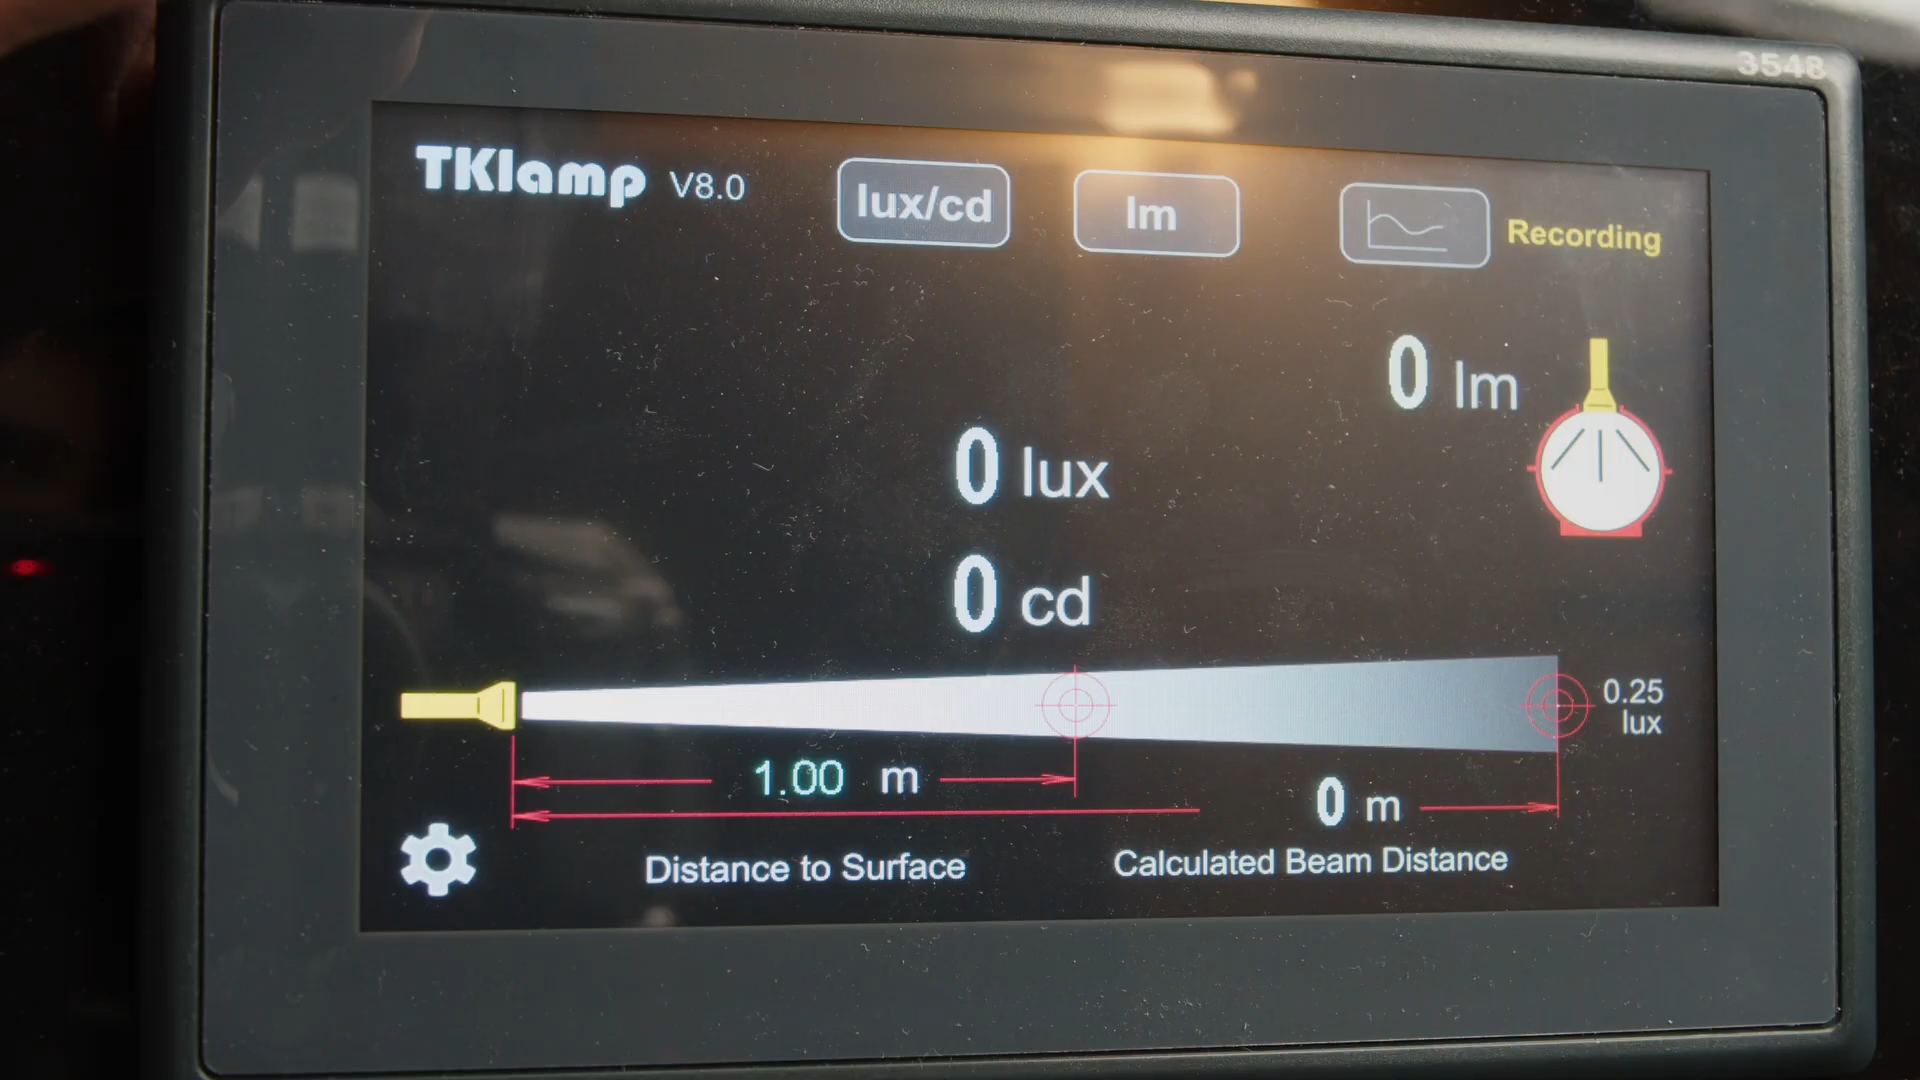 3548
TKlamp V8.0
lux/cd
lm
Recording
0 lm
0 lux
0 cd
0.25
lux
1.00 m
0 m
Distance to Surface
Calculated Beam Distance